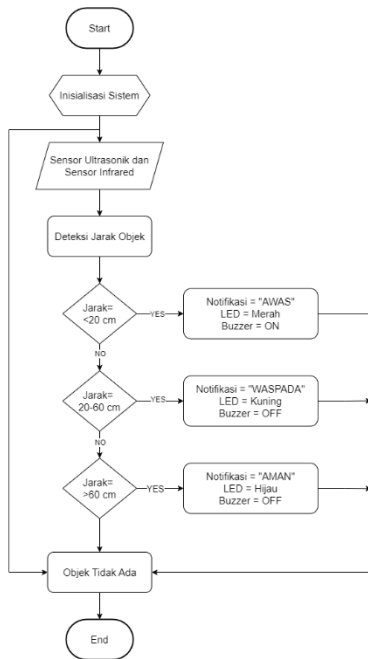 Start
Inisialisasi Sistem
Sensor Ultrasonik dan
Sensor Infrared
Deteksi Jarak Objek
Jarak=
<20 cm
YES
Notifikasi = "AWAS"
LED = Merah
Buzzer = ON
NO
Jarak=
20-60 cm
YES
Notifikasi = "WASPADA"
LED = Kuning
Buzzer = OFF
NO
Jarak=
>60 cm
YES
Notifikasi = "AMAN"
LED = Hijau
Buzzer = OFF
Objek Tidak Ada
End